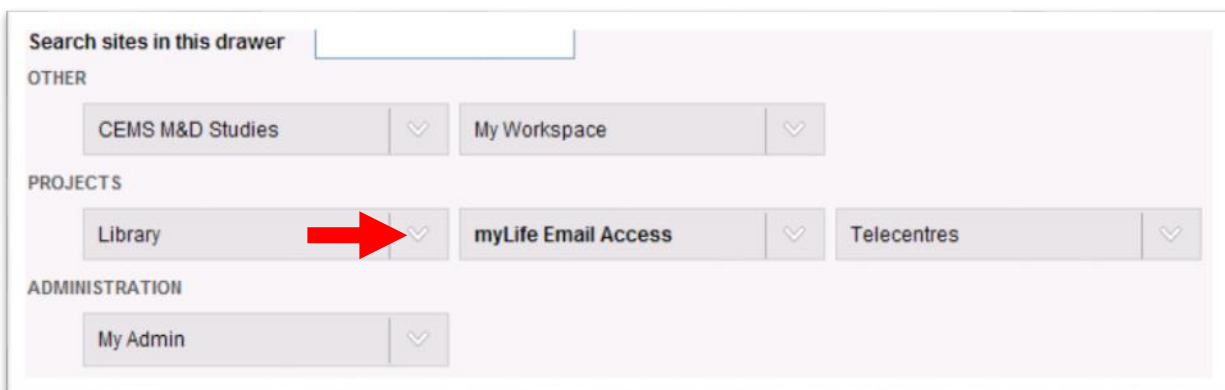 Search sites in this drawer
OTHER
CEMS M&D Studies My Workspace
PROJECTS
Library myLife Email Access Telecentres
ADMINISTRATION
My Admin